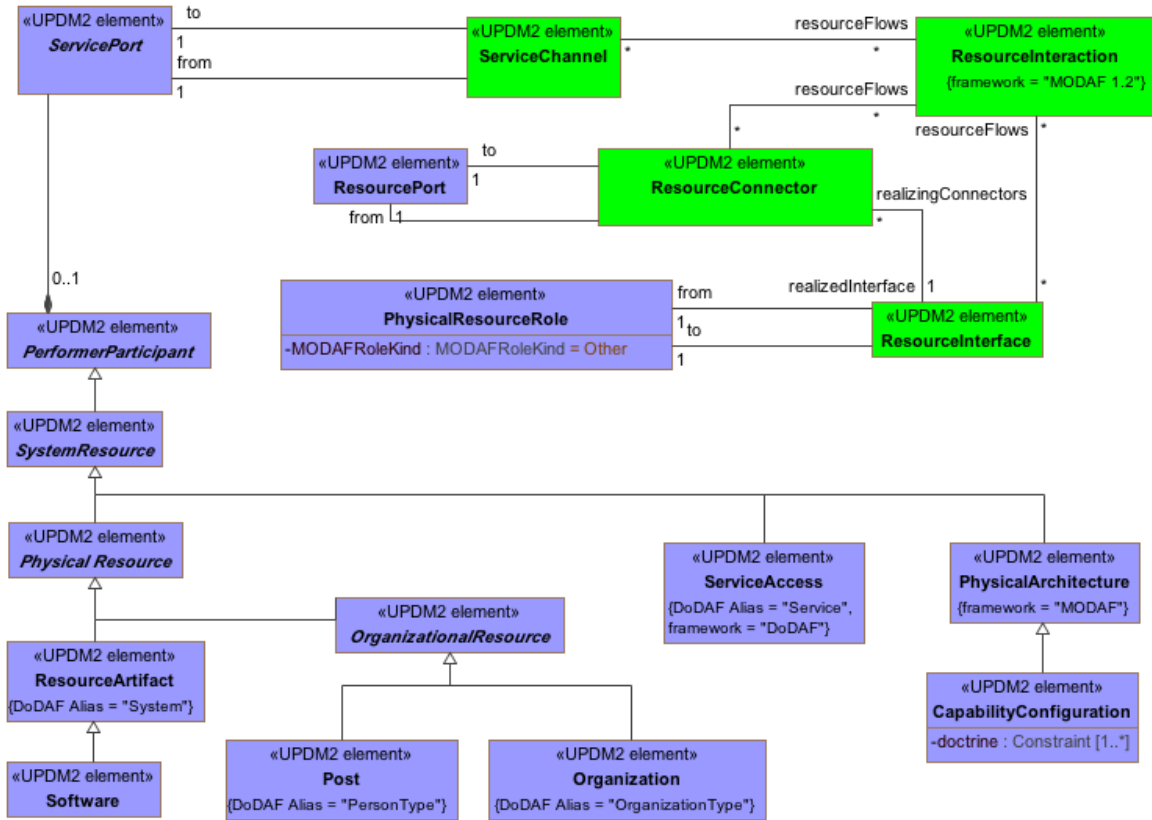 «UPDM2 element»
ServicePort
to
1
from
1
«UPDM2 element»
ServiceChannel
*
resourceFlows
*
«UPDM2 element»
ResourceInteraction
{framework = "MODAF 1.2"}
resourceFlows
*
*
resourceFlows
*
«UPDM2 element»
ResourcePort
to
1
from
1
«UPDM2 element»
ResourceConnector
realizingConnectors
*
0..1
«UPDM2 element»
PhysicalResourceRole
-MODAFRoleKind : MODAFRoleKind = Other
from
1
to
1
realizedInterface
1
*
«UPDM2 element»
ResourceInterface
«UPDM2 element»
PerformerParticipant
«UPDM2 element»
SystemResource
«UPDM2 element»
Physical Resource
«UPDM2 element»
ServiceAccess
{DoDAF Alias = "Service",
framework = "DoDAF"}
«UPDM2 element»
PhysicalArchitecture
{framework = "MODAF"}
«UPDM2 element»
OrganizationalResource
«UPDM2 element»
ResourceArtifact
{DoDAF Alias = "System"}
«UPDM2 element»
CapabilityConfiguration
-doctrine : Constraint [1..*]
«UPDM2 element»
Software
«UPDM2 element»
Post
{DoDAF Alias = "PersonType"}
«UPDM2 element»
Organization
{DoDAF Alias = "OrganizationType"}